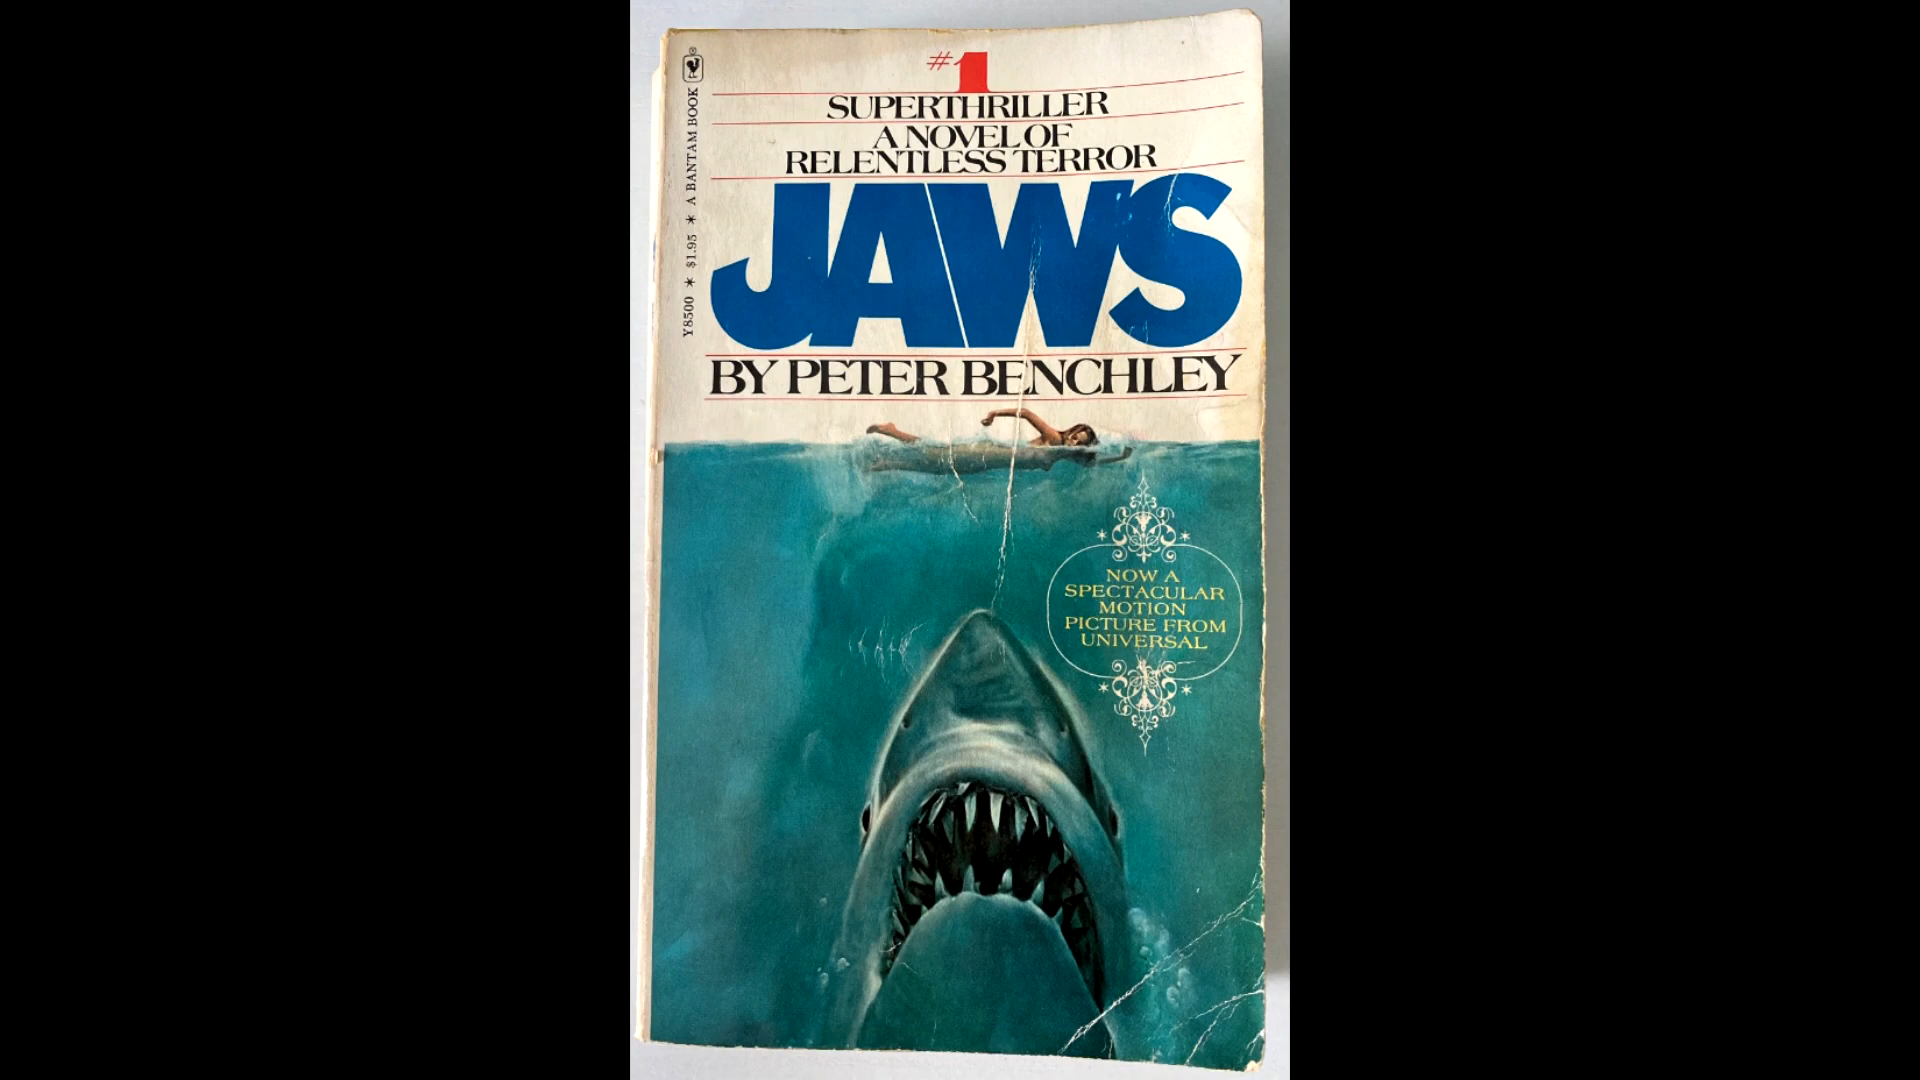 #1
SUPERTHRILLER
A NOVEL OF
RELENTLESS TERROR
JAWS
BY PETER BENCHLEY
NOW A
SPECTACULAR
MOTION
PICTURE FROM
UNIVERSAL
Y8500 * $1.95 * A BANTAM BOOK ®